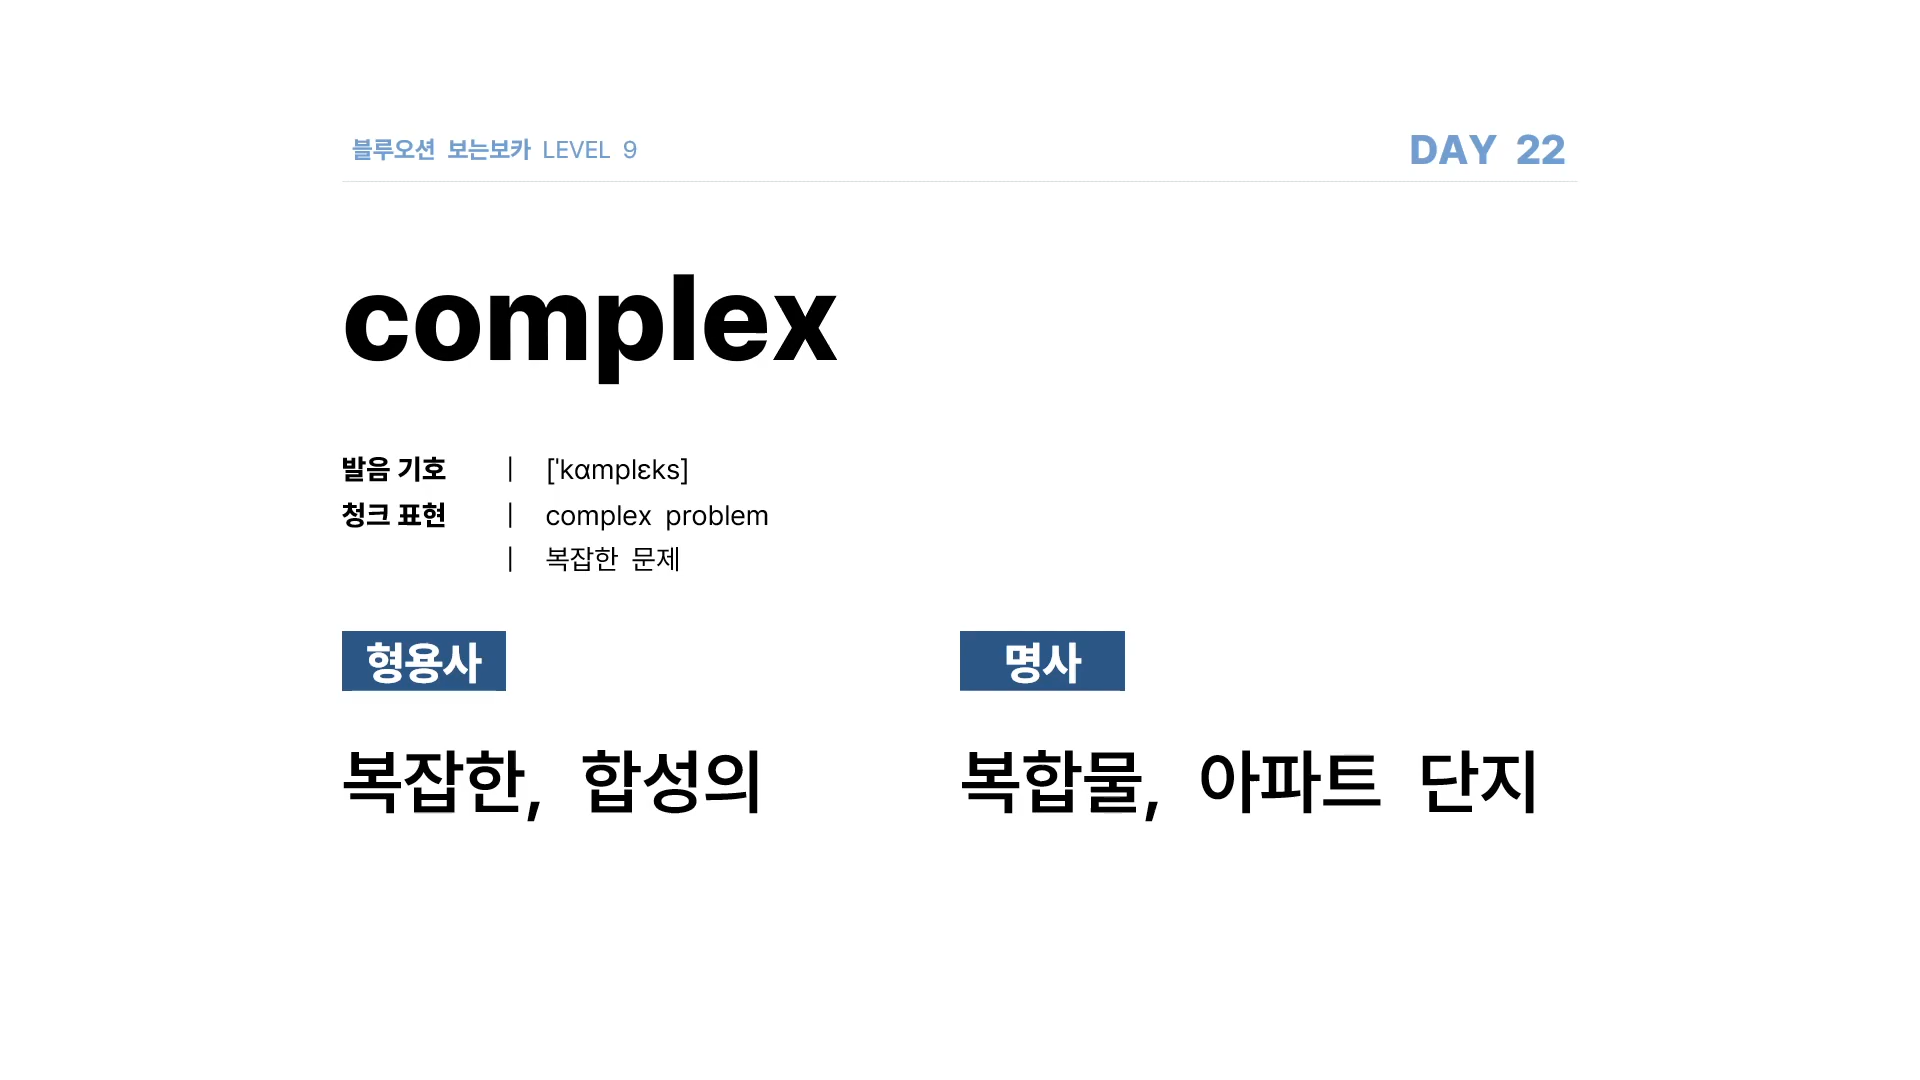 블루오션 보는보카 LEVEL 9
DAY 22
complex
발음 기호 | [ˈkɑmplɛks]
청크 표현 | complex problem
| 복잡한 문제
형용사
복잡한, 합성의
명사
복합물, 아파트 단지